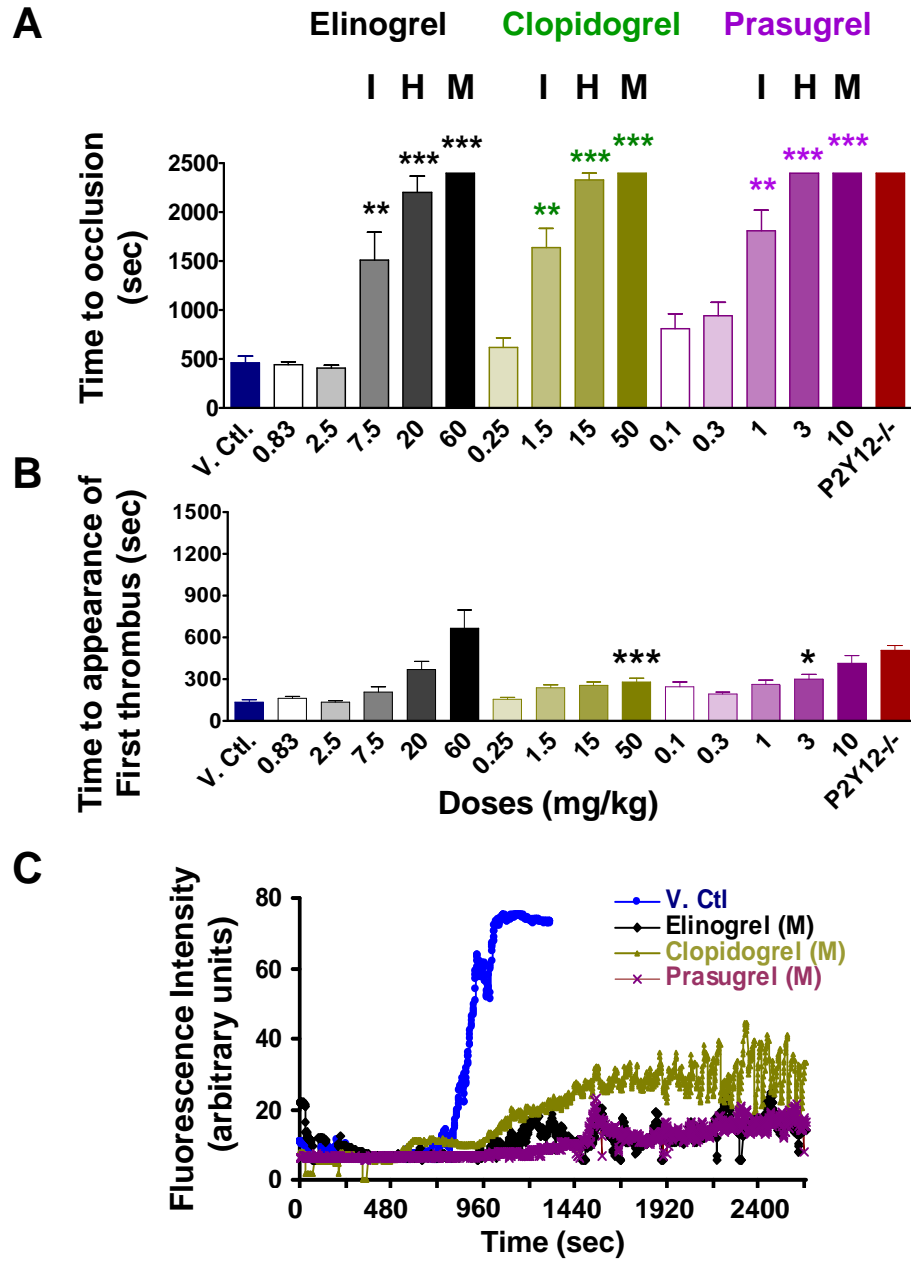 A
Elinogrel Clopidogrel Prasugrel
I H M I H M I H M
Time to occlusion
(sec)
** *** *** ** *** *** ** *** ***
2500
2000
1500
1000
500
0
V. Ctl. 0.83 2.5 7.5 20 60 0.25 1.5 15 50 0.1 0.3 1 3 10 P2Y12-/-
B
Time to appearance of
First thrombus (sec)
1500
1200
900
600
300
0
*** *
V. Ctl. 0.83 2.5 7.5 20 60 0.25 1.5 15 50 0.1 0.3 1 3 10 P2Y12-/-
Doses (mg/kg)
C
Fluorescence Intensity
(arbitrary units)
80
60
40
20
0
V. Ctl
Elinogrel (M)
Clopidogrel (M)
Prasugrel (M)
0 480 960 1440 1920 2400
Time (sec)